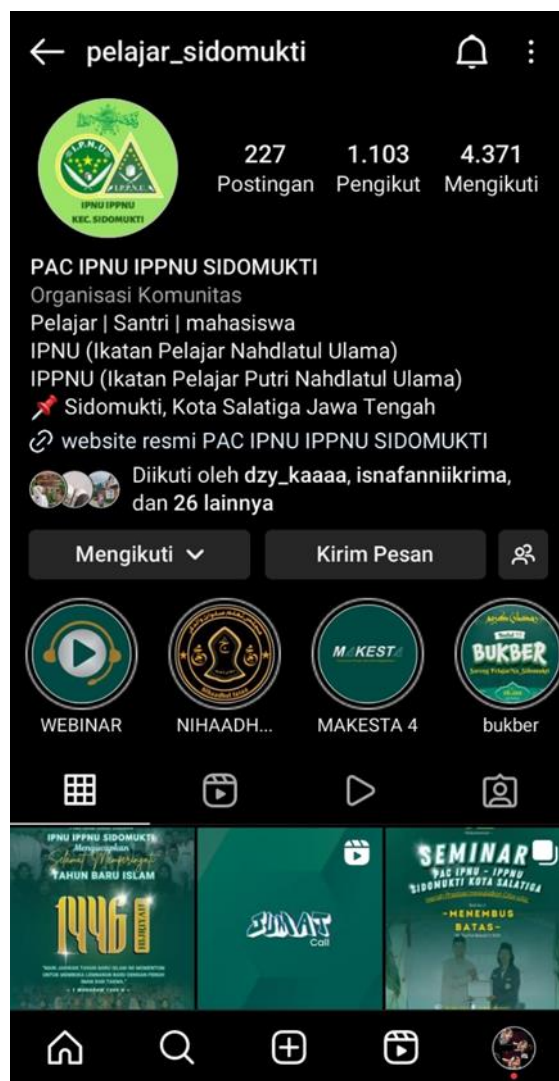 pelajar_sidomukti
I.P.N.U
I.P.P.N.U
IPNU IPPNU
KEC. SIDOMUKTI
227
Postingan
1.103
Pengikut
4.371
Mengikuti
PAC IPNU IPPNU SIDOMUKTI
Organisasi Komunitas
Pelajar | Santri | mahasiswa
IPNU (Ikatan Pelajar Nahdlatul Ulama)
IPPNU (Ikatan Pelajar Putri Nahdlatul Ulama)
📌 Sidomukti, Kota Salatiga Jawa Tengah
website resmi PAC IPNU IPPNU SIDOMUKTI
Diikuti oleh dzy_kaaaa, isnafanniikrima,
dan 26 lainnya
Mengikuti
Kirim Pesan
MAKESTA
BUKBER
WEBINAR
NIHAADH...
MAKESTA 4
bukber
IPNU IPPNU SIDOMUKTI
Mengucapkan
Selamat Memperingati
TAHUN BARU ISLAM
1446
HIJRIYAH
Call
SEMINAR
PAC IPNU - IPPNU
SIDOMUKTI KOTA SALATIGA
-MENEMBUS
BATAS-